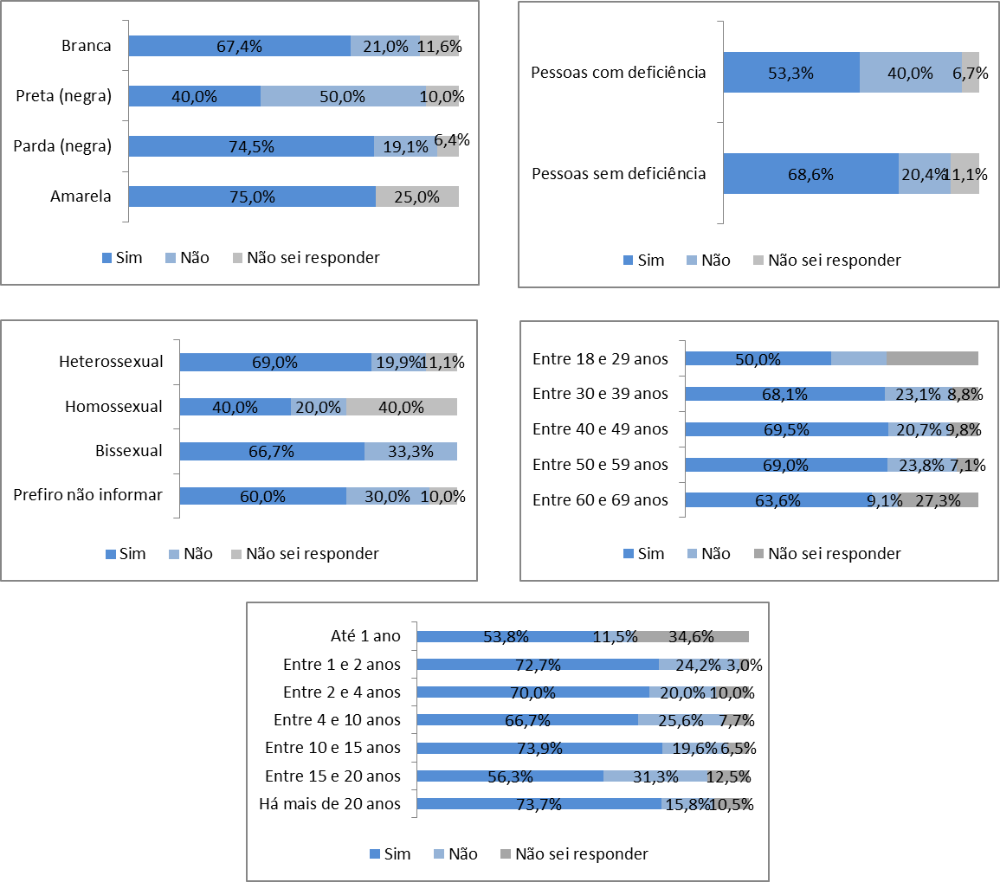 Branca 67,4% 21,0% 11,6%
Preta (negra) 40,0% 50,0% 10,0%
Parda (negra) 74,5% 19,1% 6,4%
Amarela 75,0% 25,0%
Sim Não Não sei responder
Pessoas com deficiência 53,3% 40,0% 6,7%
Pessoas sem deficiência 68,6% 20,4% 11,1%
Sim Não Não sei responder
Heterossexual 69,0% 19,9% 11,1%
Homossexual 40,0% 20,0% 40,0%
Bissexual 66,7% 33,3%
Prefiro não informar 60,0% 30,0% 10,0%
Sim Não Não sei responder
Entre 18 e 29 anos 50,0%
Entre 30 e 39 anos 68,1% 23,1% 8,8%
Entre 40 e 49 anos 69,5% 20,7% 9,8%
Entre 50 e 59 anos 69,0% 23,8% 7,1%
Entre 60 e 69 anos 63,6% 9,1% 27,3%
Sim Não Não sei responder
Até 1 ano 53,8% 11,5% 34,6%
Entre 1 e 2 anos 72,7% 24,2% 3,0%
Entre 2 e 4 anos 70,0% 20,0% 10,0%
Entre 4 e 10 anos 66,7% 25,6% 7,7%
Entre 10 e 15 anos 73,9% 19,6% 6,5%
Entre 15 e 20 anos 56,3% 31,3% 12,5%
Há mais de 20 anos 73,7% 15,8% 10,5%
Sim Não Não sei responder